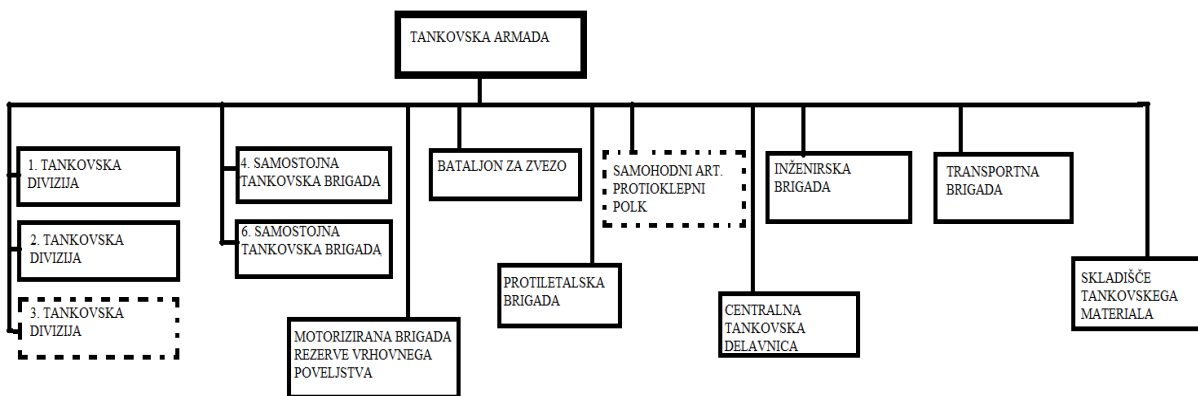 TANKOVSKA ARMADA
1. TANKOVSKA
DIVIZIJA
2. TANKOVSKA
DIVIZIJA
3. TANKOVSKA
DIVIZIJA
4. SAMOSTOJNA
TANKOVSKA BRIGADA
6. SAMOSTOJNA
TANKOVSKA BRIGADA
MOTORIZIRANA BRIGADA
REZERVE VRHOVNEGA
POVELJSTVA
BATALJON ZA ZVEZO
PROTILETALSKA
BRIGADA
SAMOHODNI ART.
PROTIOKLEPNI
POLK
CENTRALNA
TANKOVSKA
DELAVNICA
INŽENIRSKA
BRIGADA
TRANSPORTNA
BRIGADA
SKLADIŠČE
TANKOVSKEGA
MATERIALA